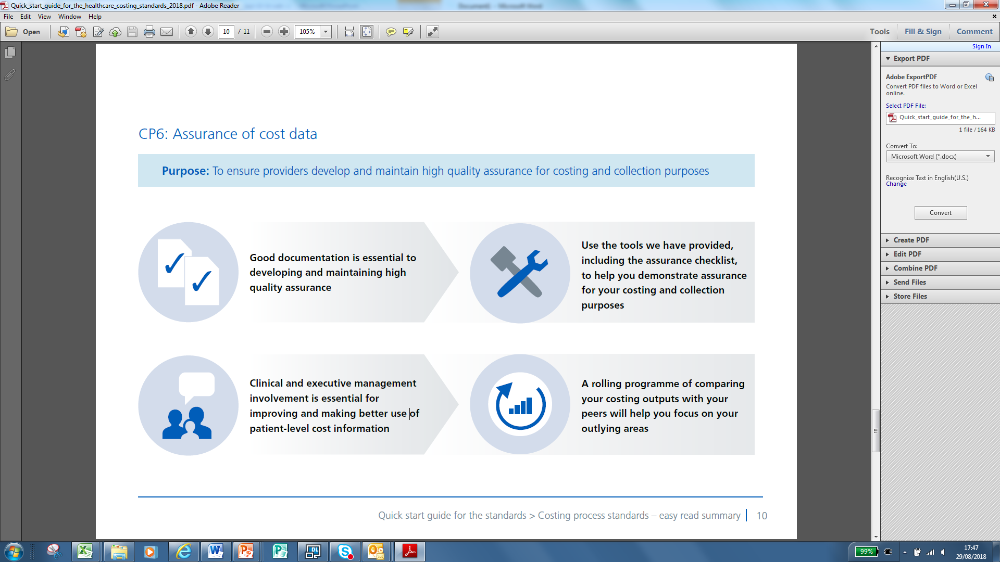 Quick_start_guide_for_the_healthcare_costing_standards_2018.pdf - Adobe Reader
File Edit View Window Help
Open
10 / 11
105%
Tools Fill & Sign Comment
Sign In
Export PDF
Adobe ExportPDF
Convert PDF files to Word or Excel
online.
Select PDF File:
Quick_start_guide_for_the_h...
1 file / 164 KB
Convert To:
Microsoft Word (*.docx)
Recognize Text in English(U.S.)
Change
Convert
Create PDF
Edit PDF
Combine PDF
Send Files
Store Files
CP6: Assurance of cost data
Purpose: To ensure providers develop and maintain high quality assurance for costing and collection purposes
Good documentation is essential to
developing and maintaining high
quality assurance
Use the tools we have provided,
including the assurance checklist,
to help you demonstrate assurance
for your costing and collection
purposes
Clinical and executive management
involvement is essential for
improving and making better use of
patient-level cost information
A rolling programme of comparing
your costing outputs with your
peers will help you focus on your
outlying areas
Quick start guide for the standards > Costing process standards – easy read summary 10
99%
17:47
29/08/2018